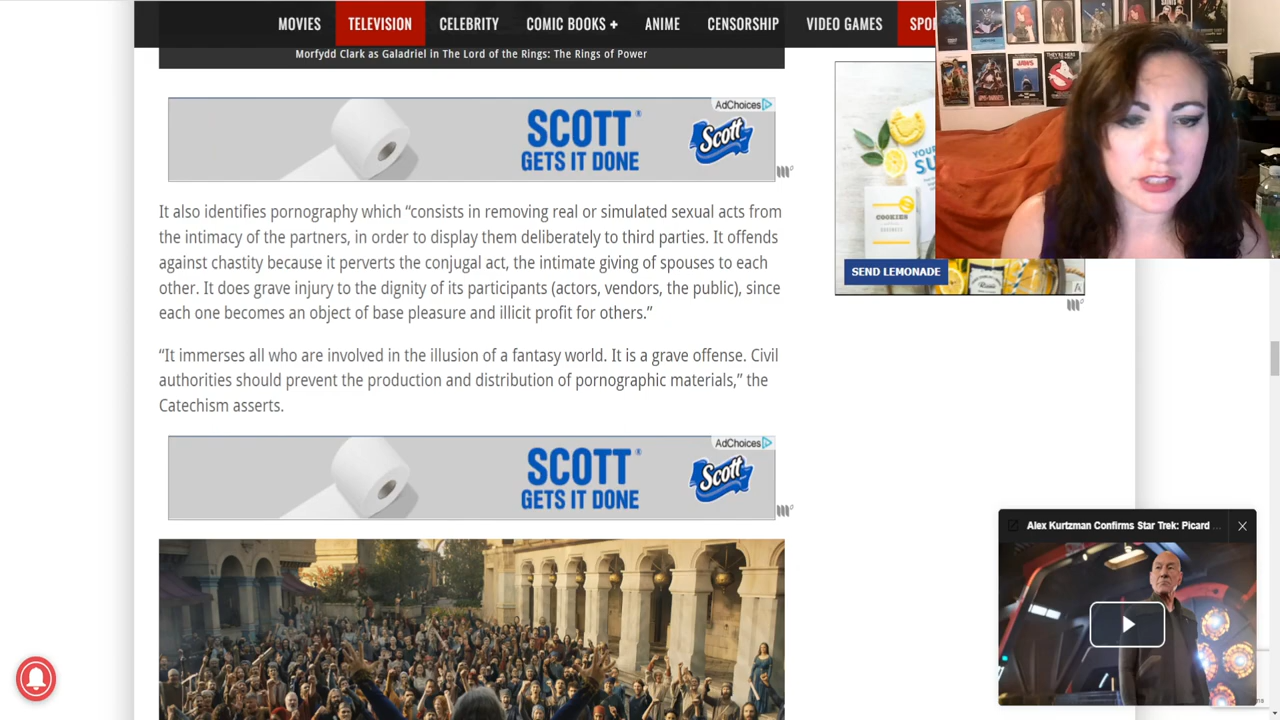 MOVIES TELEVISION CELEBRITY COMIC BOOKS + ANIME CENSORSHIP VIDEO GAMES
Morfydd Clark as Galadriel in The Lord of the Rings: The Rings of Power
AdChoices
SCOTT
GETS IT DONE
Scott
It also identifies pornography which “consists in removing real or simulated sexual acts from
the intimacy of the partners, in order to display them deliberately to third parties. It offends
against chastity because it perverts the conjugal act, the intimate giving of spouses to each
other. It does grave injury to the dignity of its participants (actors, vendors, the public), since
each one becomes an object of base pleasure and illicit profit for others.”
“It immerses all who are involved in the illusion of a fantasy world. It is a grave offense. Civil
authorities should prevent the production and distribution of pornographic materials,” the
Catechism asserts.
AdChoices
SCOTT
GETS IT DONE
Scott
COOKIES
SEND LEMONADE
JAWS
Alex Kurtzman Confirms Star Trek: Picard ...